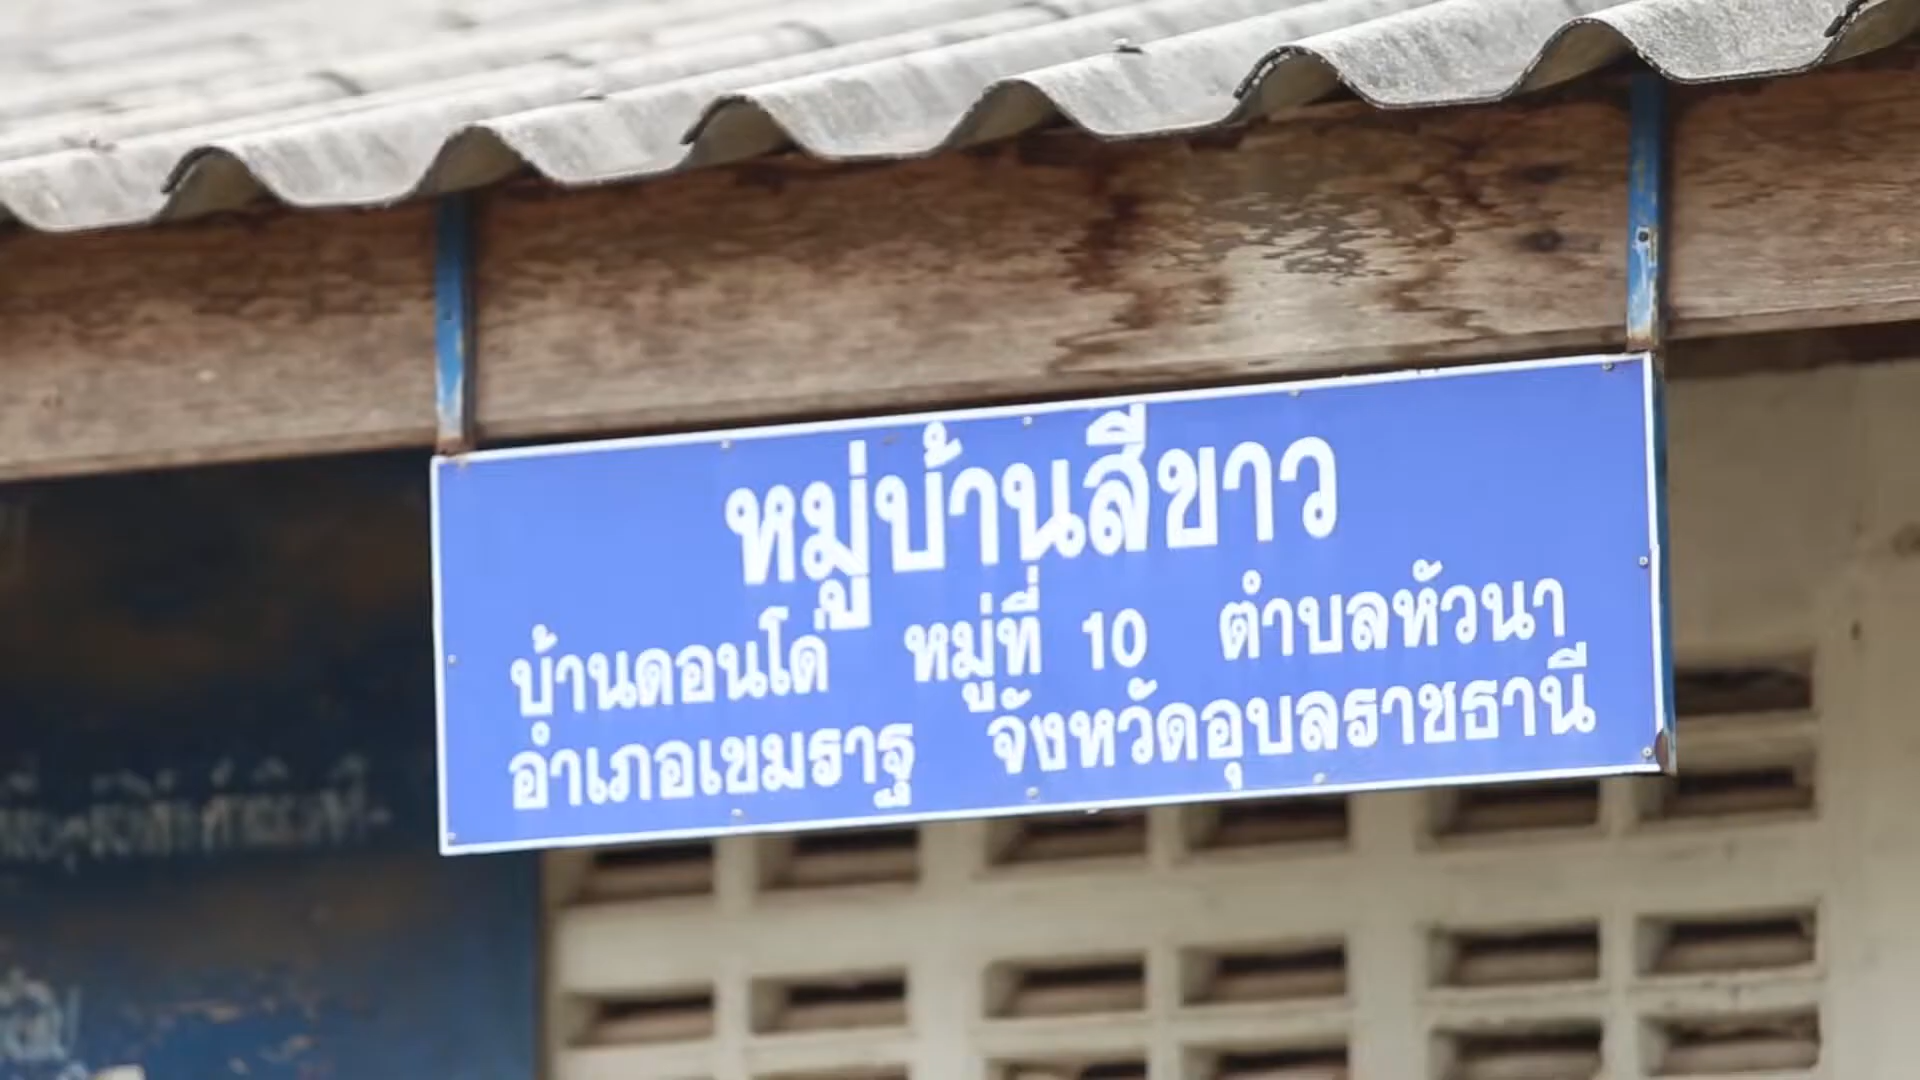 หมู่บ้านสีขาว
บ้านดอนโด่ หมู่ที่ 10 ตำบลหัวนา
อำเภอเขมราฐ จังหวัดอุบลราชธานี